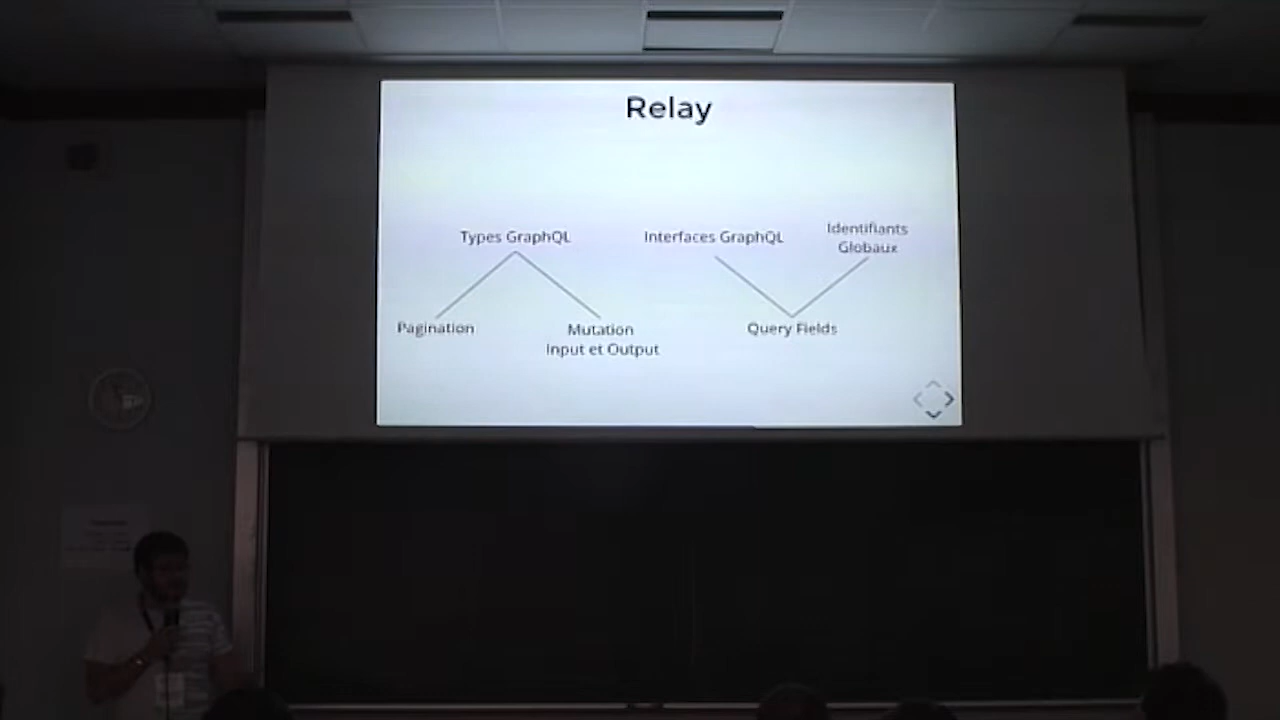 Relay
Types GraphQL
Interfaces GraphQL
Identifiants
Globaux
Pagination
Mutation
Input et Output
Query Fields